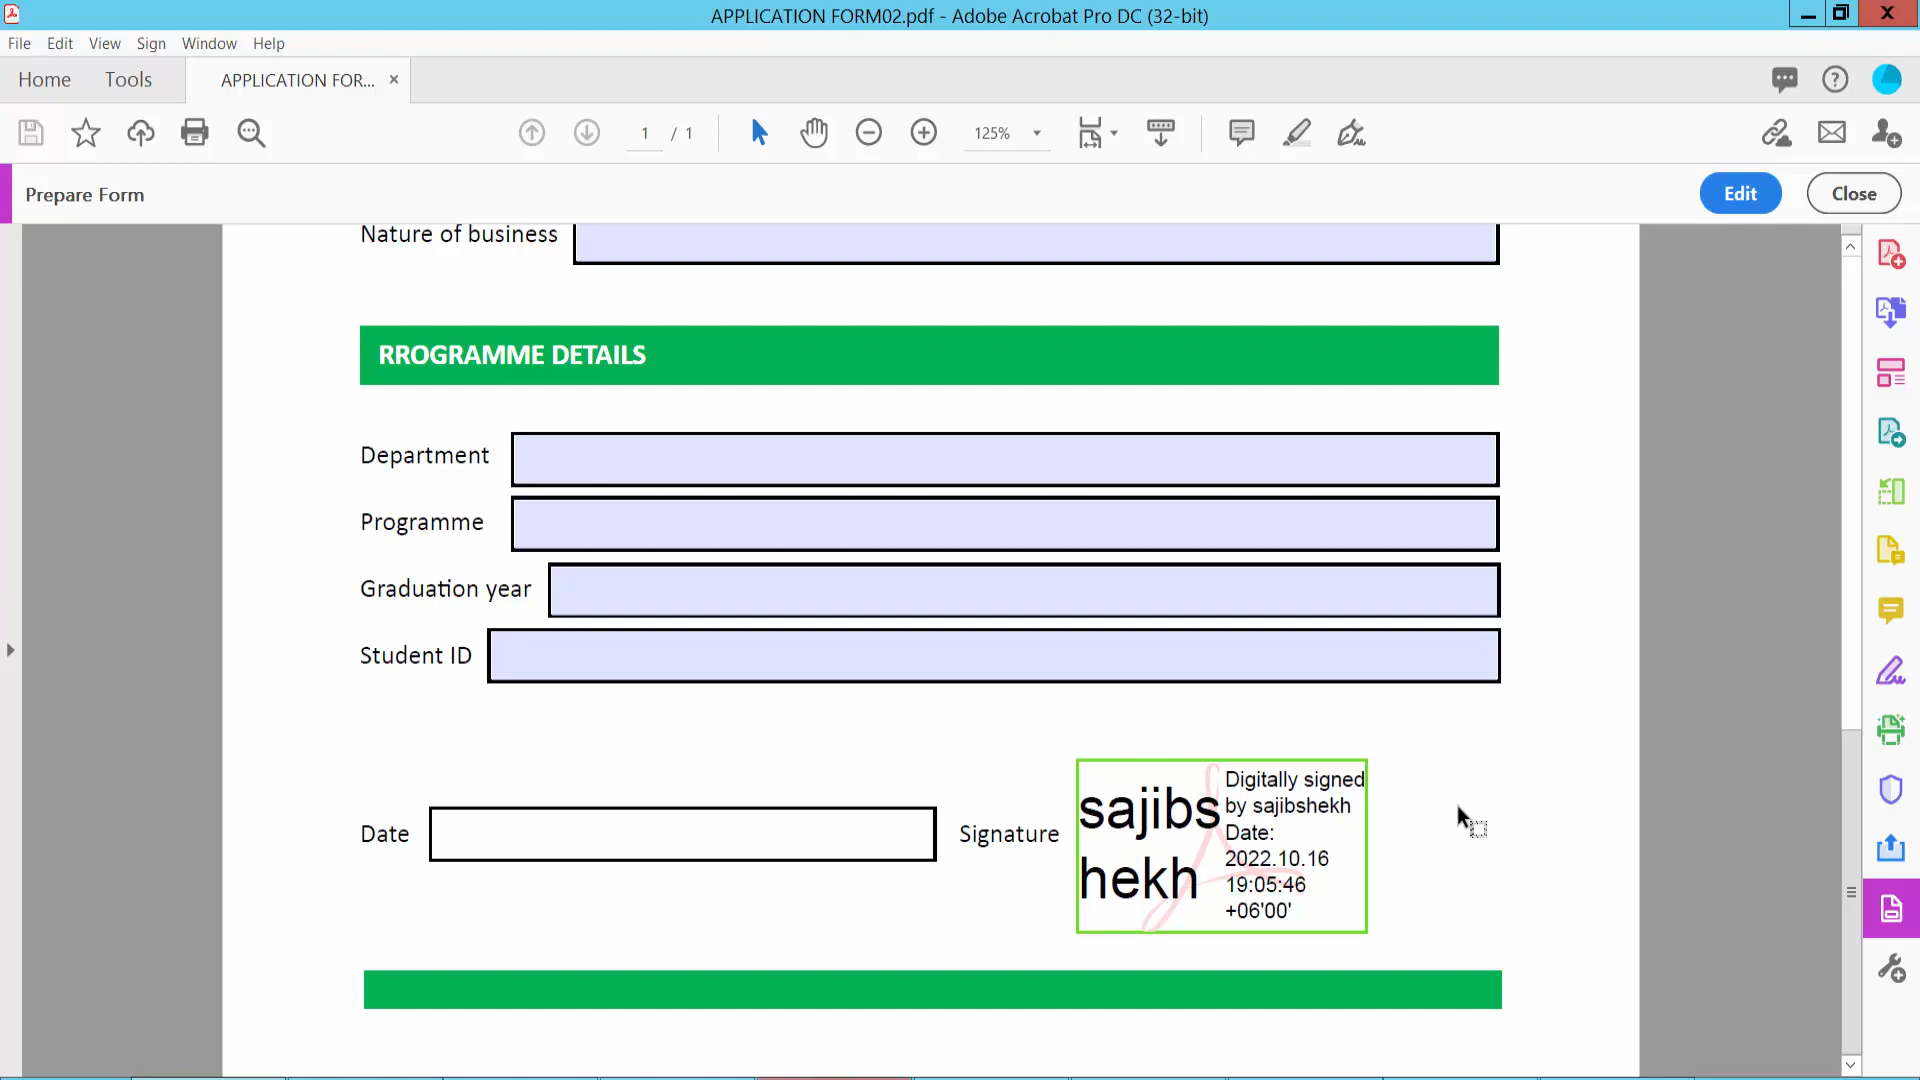 APPLICATION FORM02.pdf - Adobe Acrobat Pro DC (32-bit)
File Edit View Sign Window Help
Home Tools APPLICATION FOR... ×
1 / 1 125%
Prepare Form Edit Close
Nature of business
RROGRAMME DETAILS
Department
Programme
Graduation year
Student ID
Date
Signature
sajibs
hekh
Digitally signed
by sajibshekh
Date:
2022.10.16
19:05:46
+06'00'